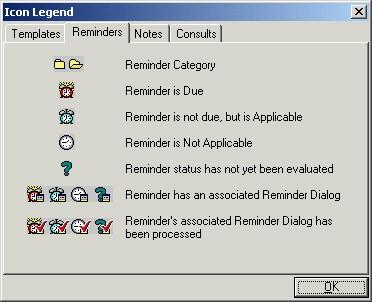 Icon Legend
Templates Reminders Notes Consults
Reminder Category
Reminder is Due
Reminder is not due, but is Applicable
Reminder is Not Applicable
Reminder status has not yet been evaluated
Reminder has an associated Reminder Dialog
Reminder's associated Reminder Dialog has
been processed
OK